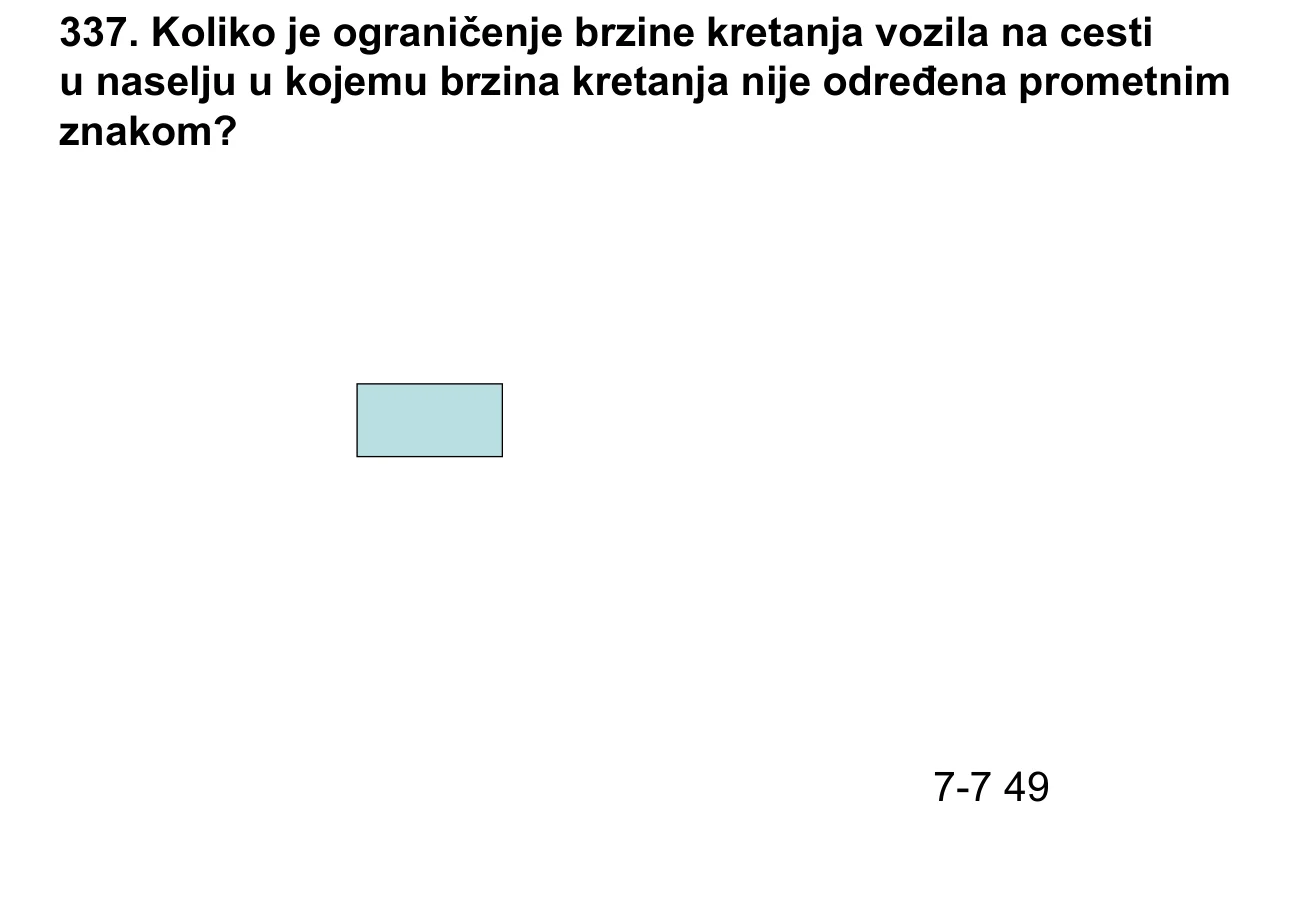 337. Koliko je ograničenje brzine kretanja vozila na cesti
u naselju u kojemu brzina kretanja nije određena prometnim
znakom?
7-7 49